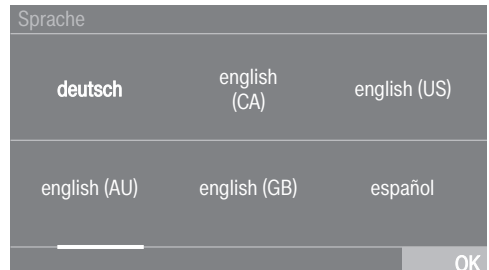 Sprache
deutsch
english
(CA)
english (US)
english (AU)
english (GB)
español
OK